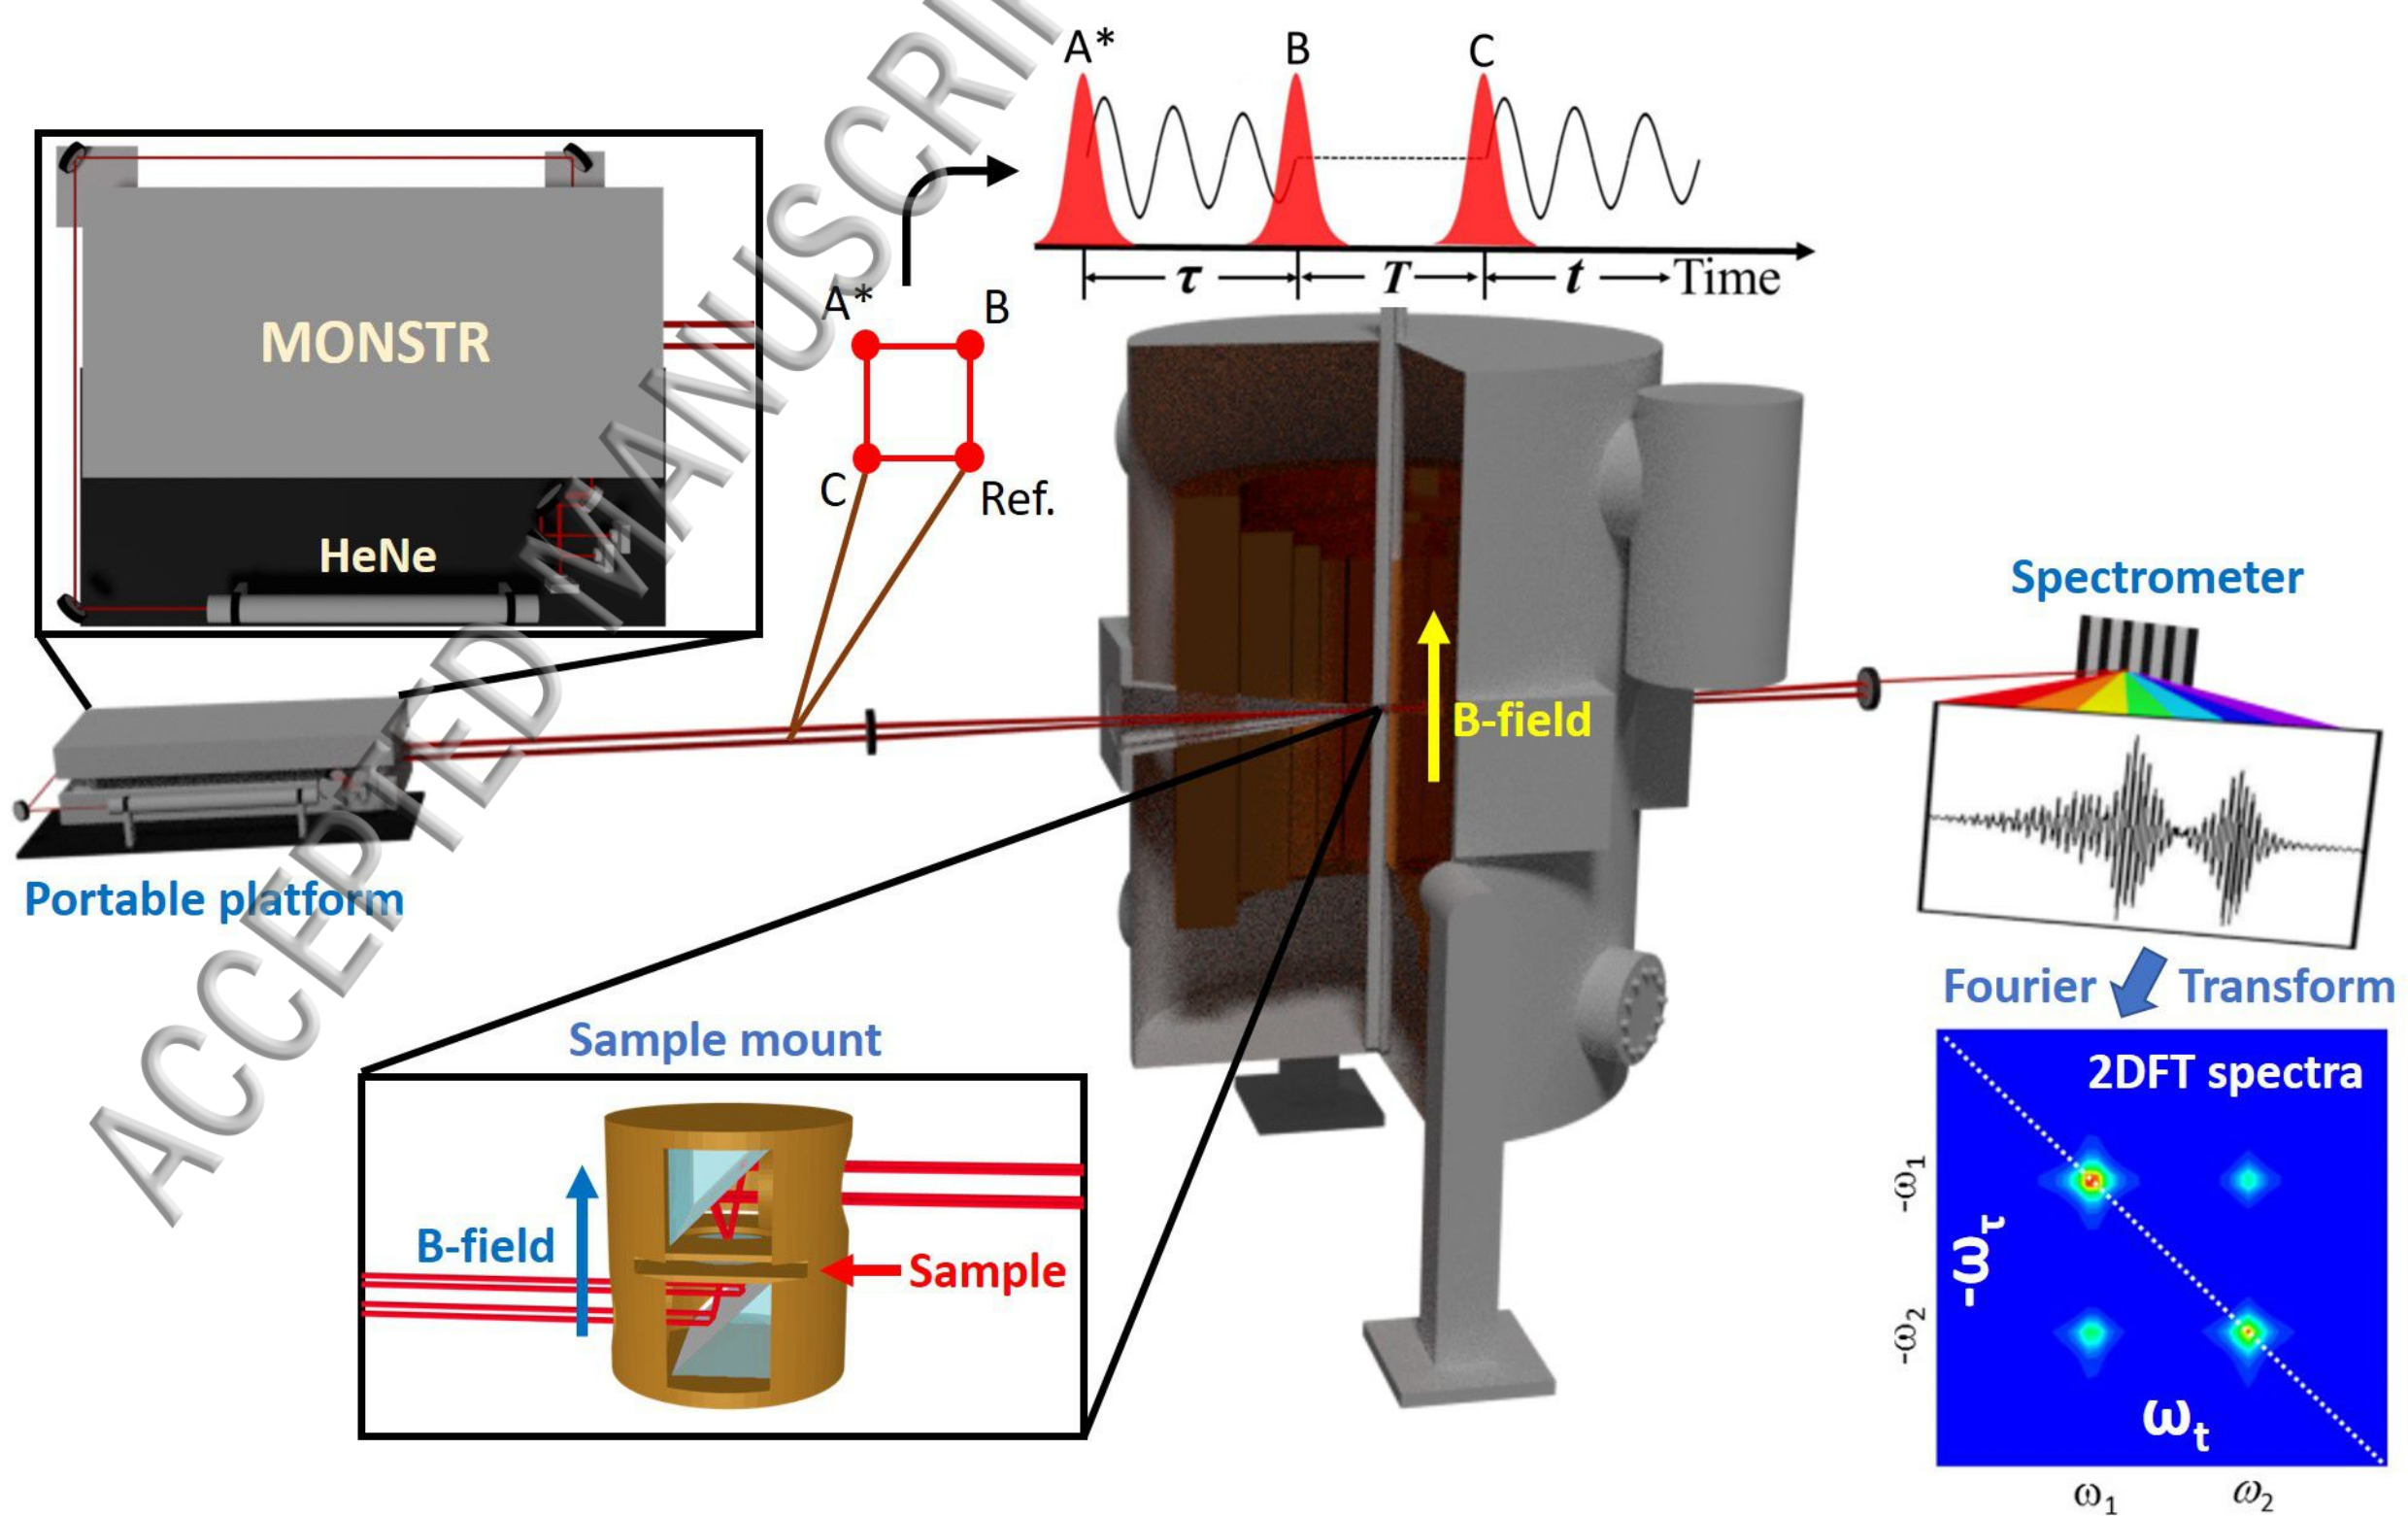 A*
B
C
τ
T
t
Time
MONSTR
HeNe
A*
B
C
Ref.
B-field
Spectrometer
Portable platform
Fourier
Transform
2DFT spectra
-ω1
-ω2
-ωτ
ωt
ω1
ω2
Sample mount
B-field
Sample
ACCEPTED MANUSCRI